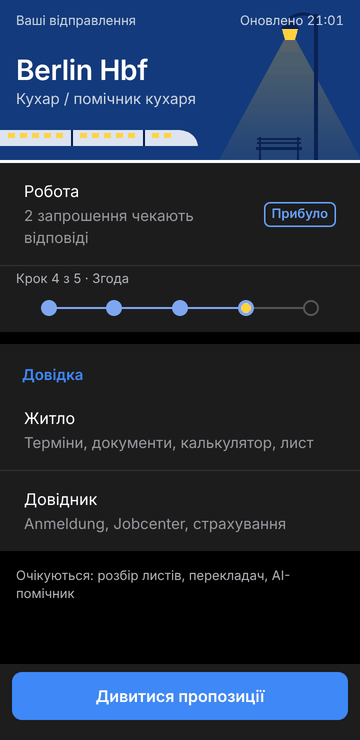 Ваші відправлення
Оновлено 21:01
Berlin Hbf
Кухар / помічник кухаря
Робота
2 запрошення чекають
відповіді
Прибуло
Крок 4 з 5 · Згода
Довідка
Житло
Терміни, документи, калькулятор, лист
Довідник
Anmeldung, Jobcenter, страхування
Очікуються: розбір листів, перекладач, AI-
помічник
Дивитися пропозиції